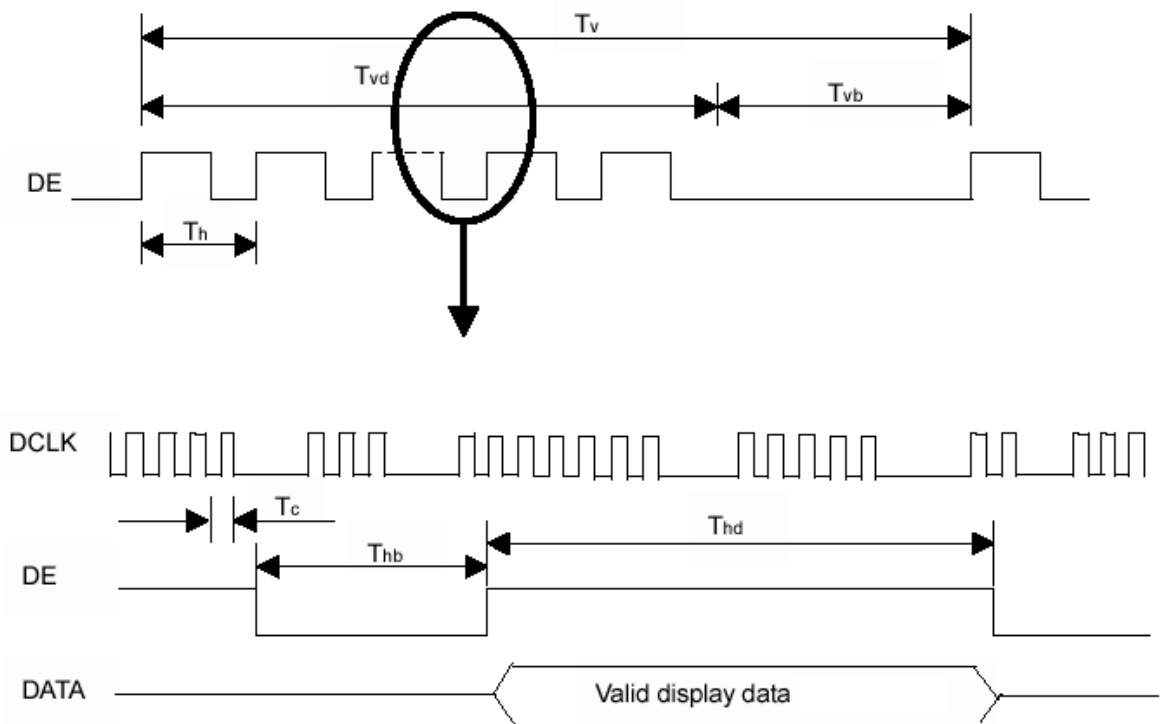 Tv
Tvd
Tvb
DE
Th
DCLK
Tc
Thd
Thb
DE
DATA
Valid display data